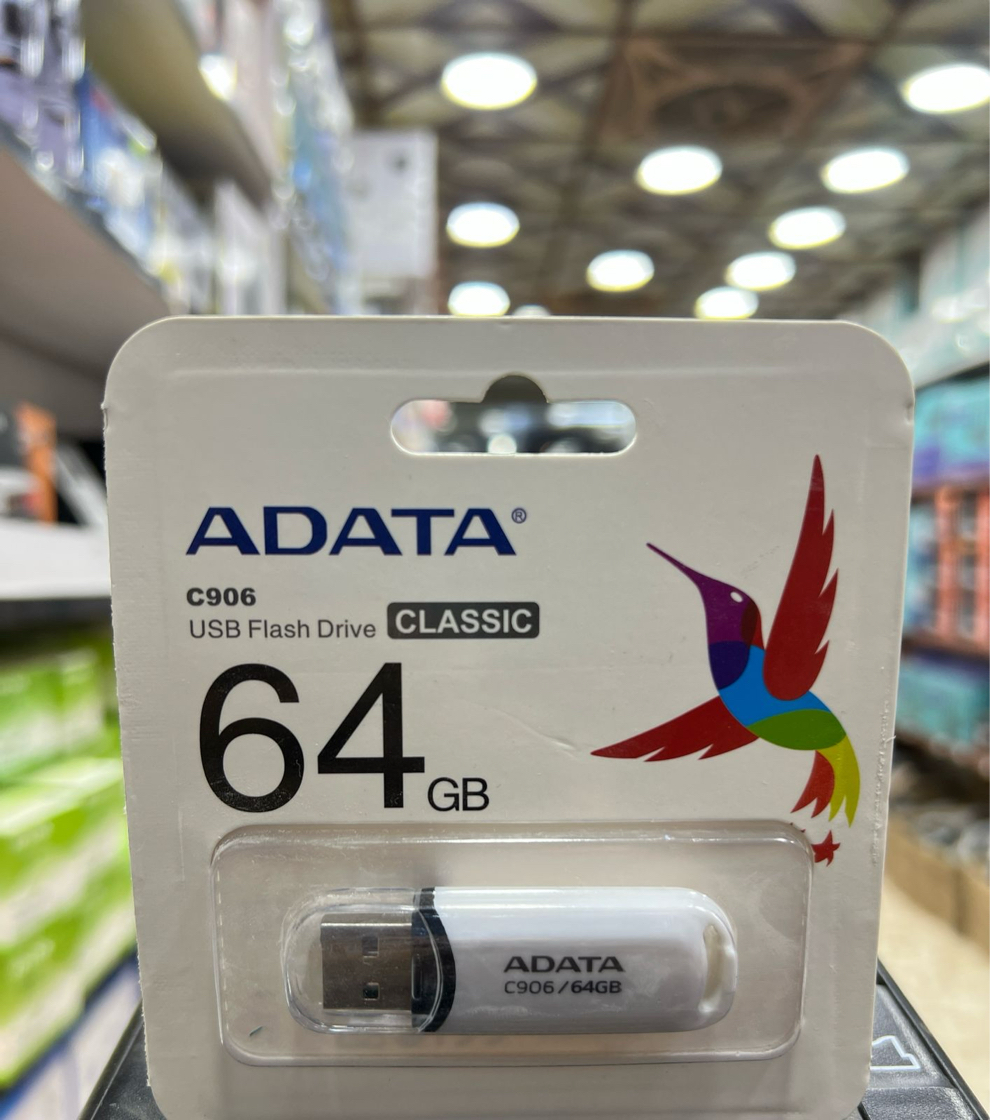 ADATA®
C906
USB Flash Drive CLASSIC
64GB
ADATA
C906/64GB